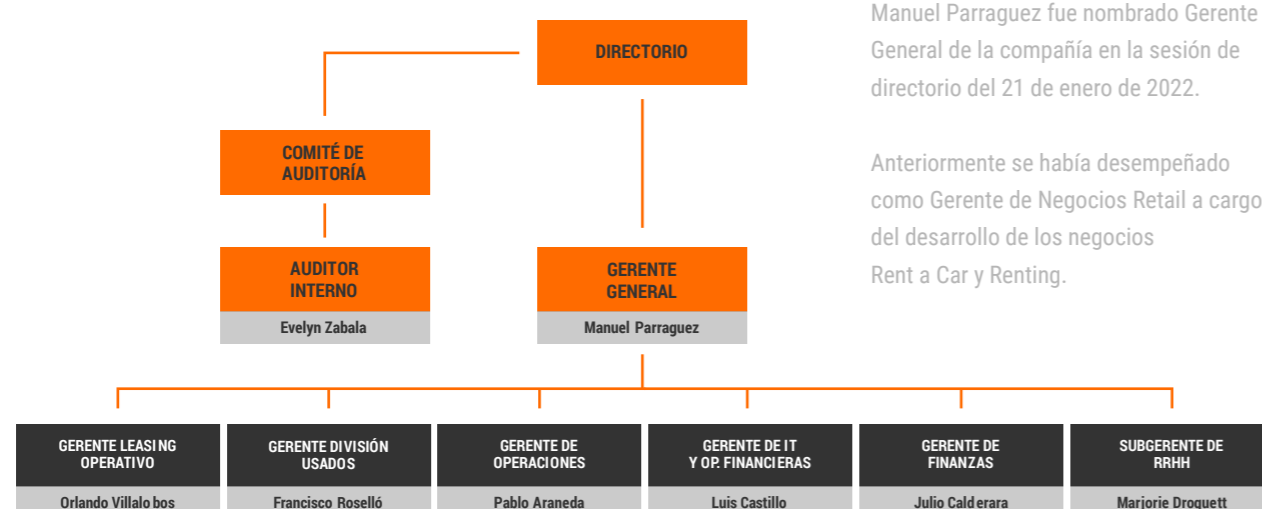 DIRECTORIO
COMITÉ DE
AUDITORÍA
AUDITOR
INTERNO
Evelyn Zabala
GERENTE
GENERAL
Manuel Parraguez
Manuel Parraguez fue nombrado Gerente
General de la compañía en la sesión de
directorio del 21 de enero de 2022.
Anteriormente se había desempeñado
como Gerente de Negocios Retail a cargo
del desarrollo de los negocios
Rent a Car y Renting.
GERENTE LEASING
OPERATIVO
Orlando Villalobos
GERENTE DIVISIÓN
USADOS
Francisco Roselló
GERENTE DE
OPERACIONES
Pablo Araneda
GERENTE DE IT
Y OP. FINANCIERAS
Luis Castillo
GERENTE DE
FINANZAS
Julio Calderara
SUBGERENTE DE
RRHH
Marjorie Droguett